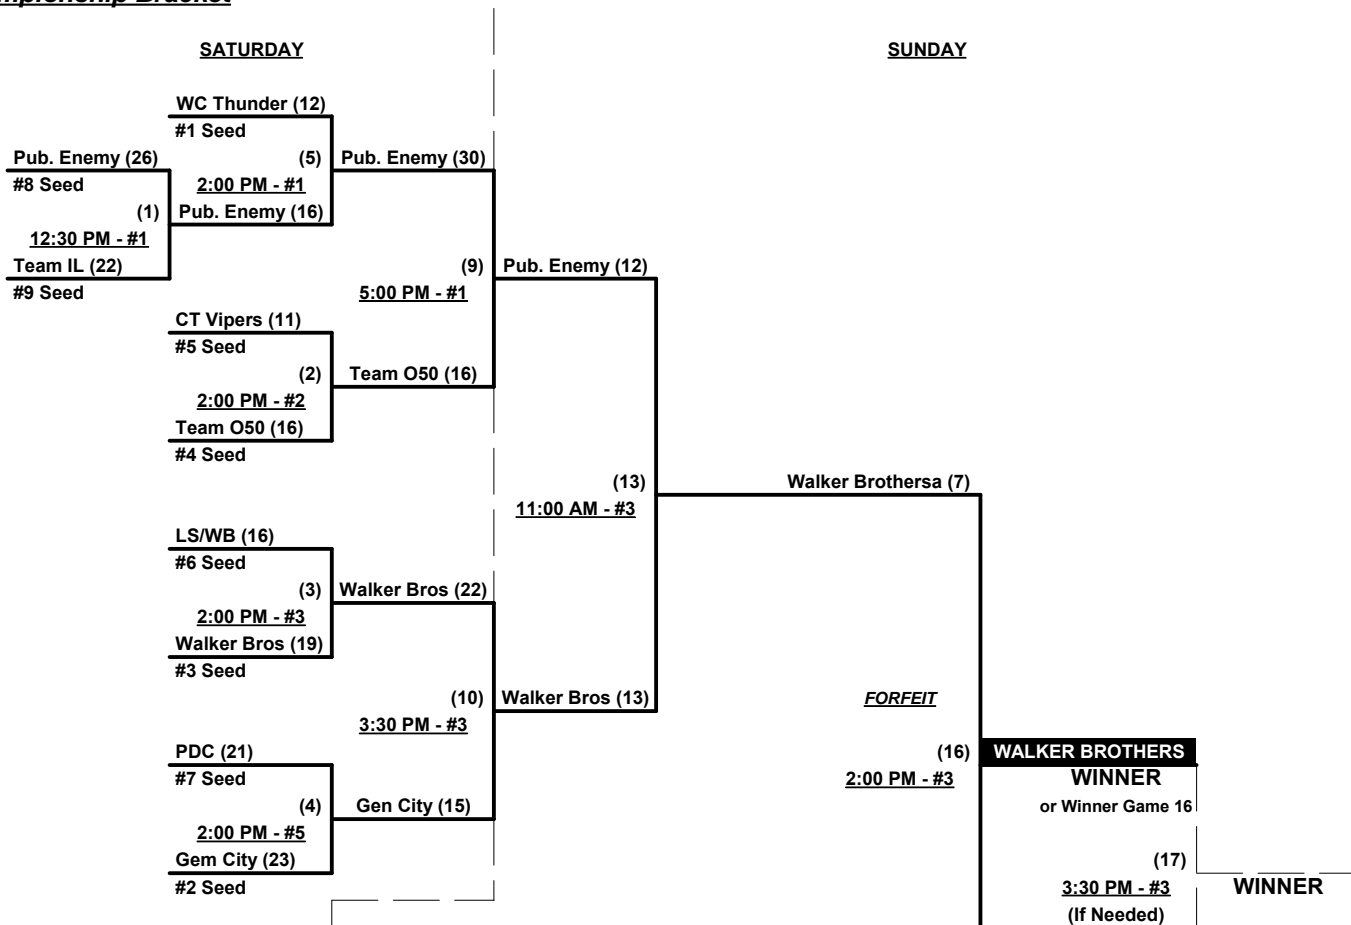 mpionship Bracket
SATURDAY
SUNDAY
WC Thunder (12)
#1 Seed
Pub. Enemy (26)
(5)
Pub. Enemy (30)
#8 Seed
2:00 PM - #1
(1)
Pub. Enemy (16)
12:30 PM - #1
Team IL (22)
(9)
Pub. Enemy (12)
#9 Seed
5:00 PM - #1
CT Vipers (11)
#5 Seed
(2)
Team O50 (16)
2:00 PM - #2
Team O50 (16)
#4 Seed
(13)
Walker Brothersa (7)
11:00 AM - #3
LS/WB (16)
#6 Seed
(3)
Walker Bros (22)
2:00 PM - #3
Walker Bros (19)
#3 Seed
(10)
Walker Bros (13)
FORFEIT
3:30 PM - #3
PDC (21)
(16)
WALKER BROTHERS
#7 Seed
2:00 PM - #3
WINNER
(4)
Gen City (15)
or Winner Game 16
2:00 PM - #5
Gem City (23)
(17)
#2 Seed
3:30 PM - #3
WINNER
(If Needed)